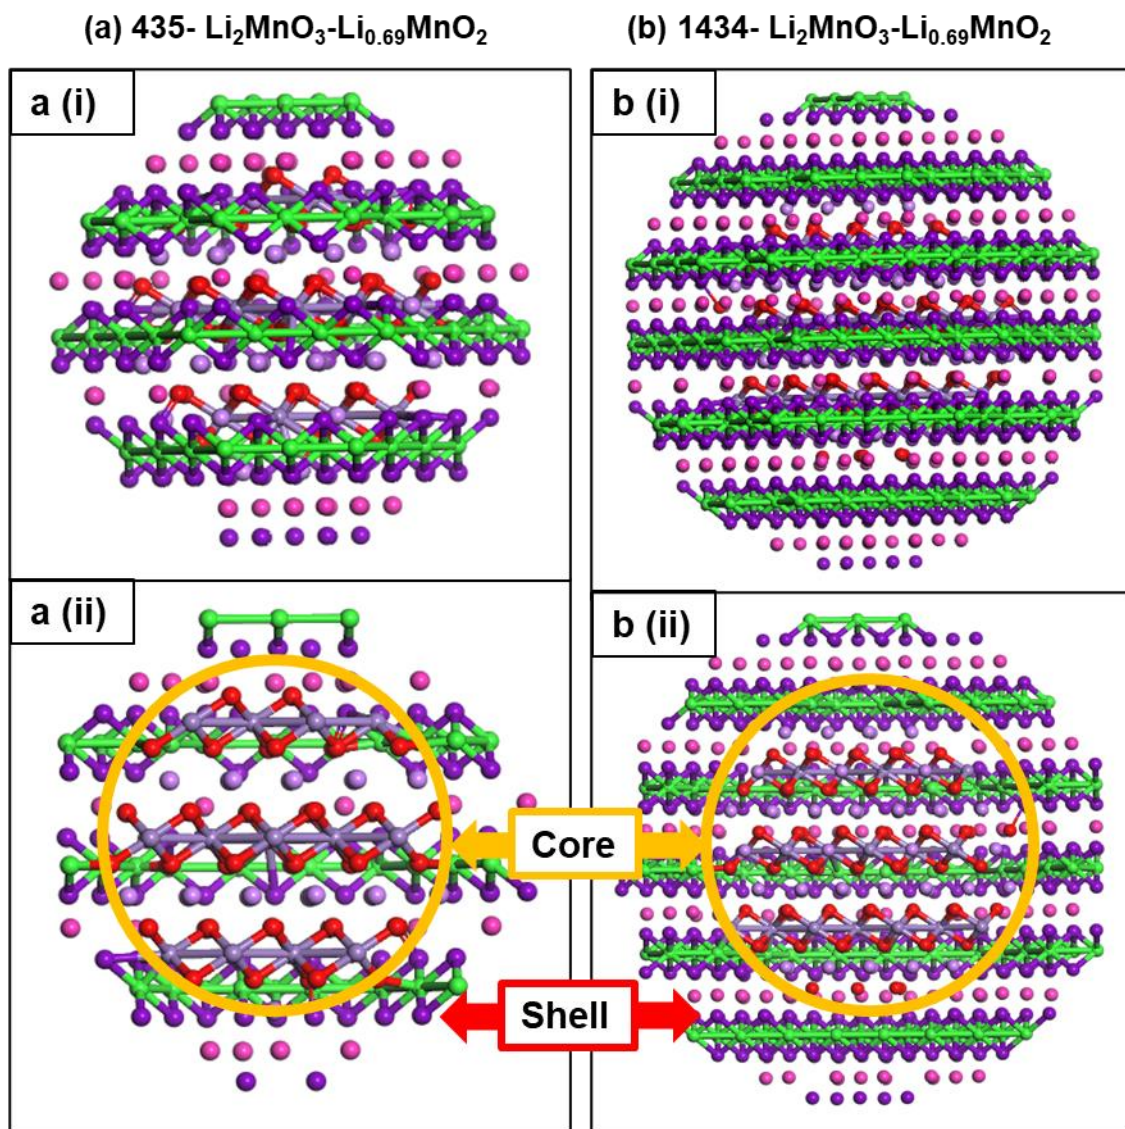 (a) 435- Li₂MnO₃-Li₀.₆₉MnO₂
(b) 1434- Li₂MnO₃-Li₀.₆₉MnO₂
a (i)
b (i)
a (ii)
b (ii)
Core
Shell